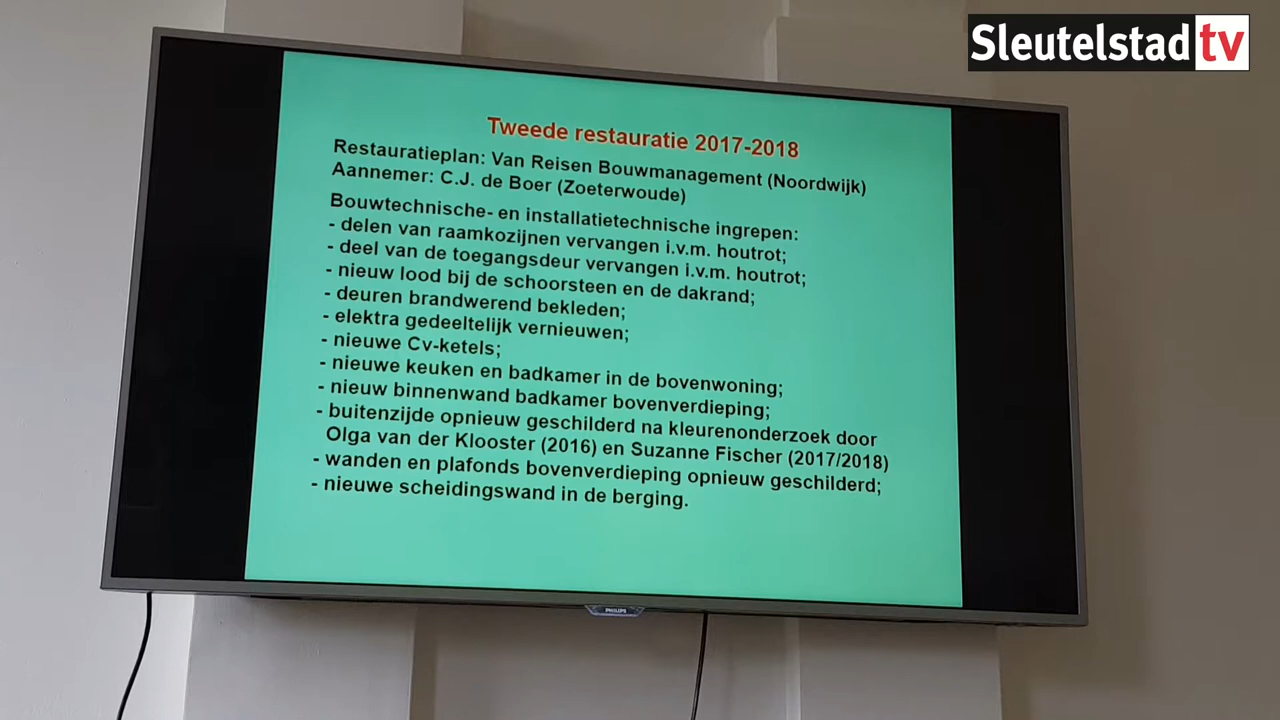 Sleutelstad tv
Tweede restauratie 2017-2018
Restauratieplan: Van Reisen Bouwmanagement (Noordwijk)
Aannemer: C.J. de Boer (Zoeterwoude)
Bouwtechnische- en installatietechnische ingrepen:
- delen van raamkozijnen vervangen i.v.m. houtrot;
- deel van de toegangsdeur vervangen i.v.m. houtrot;
- nieuw lood bij de schoorsteen en de dakrand;
- deuren brandwerend bekleden;
- elektra gedeeltelijk vernieuwen;
- nieuwe Cv-ketels;
- nieuwe keuken en badkamer in de bovenwoning;
- nieuw binnenwand badkamer bovenverdieping;
- buitenzijde opnieuw geschilderd na kleurenonderzoek door
Olga van der Klooster (2016) en Suzanne Fischer (2017/2018)
- wanden en plafonds bovenverdieping opnieuw geschilderd;
- nieuwe scheidingswand in de berging.
PHILIPS